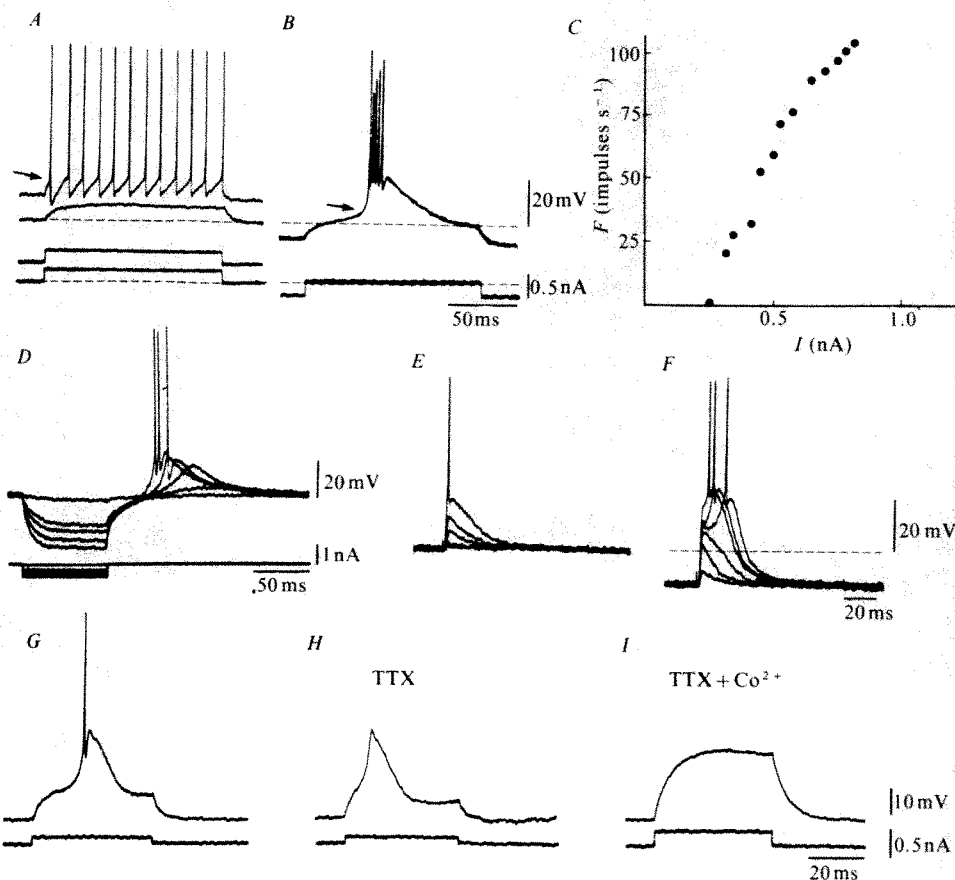 A
B
C
20 mV
0.5 nA
50 ms
F (impulses s⁻¹)
100
75
50
25
0.5
1.0
I (nA)
D
20 mV
1 nA
50 ms
E
F
20 mV
20 ms
G
H
TTX
I
TTX + Co²⁺
10 mV
0.5 nA
20 ms